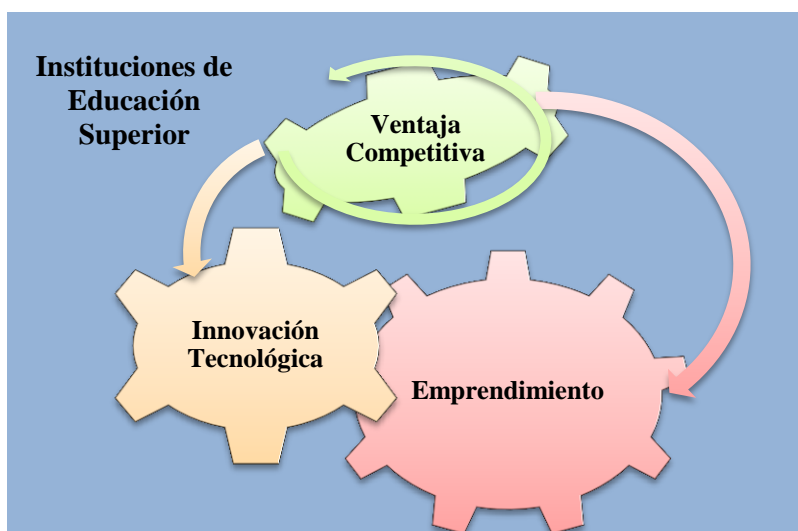 Instituciones de
Educación
Superior
Ventaja
Competitiva
Innovación
Tecnológica
Emprendimiento